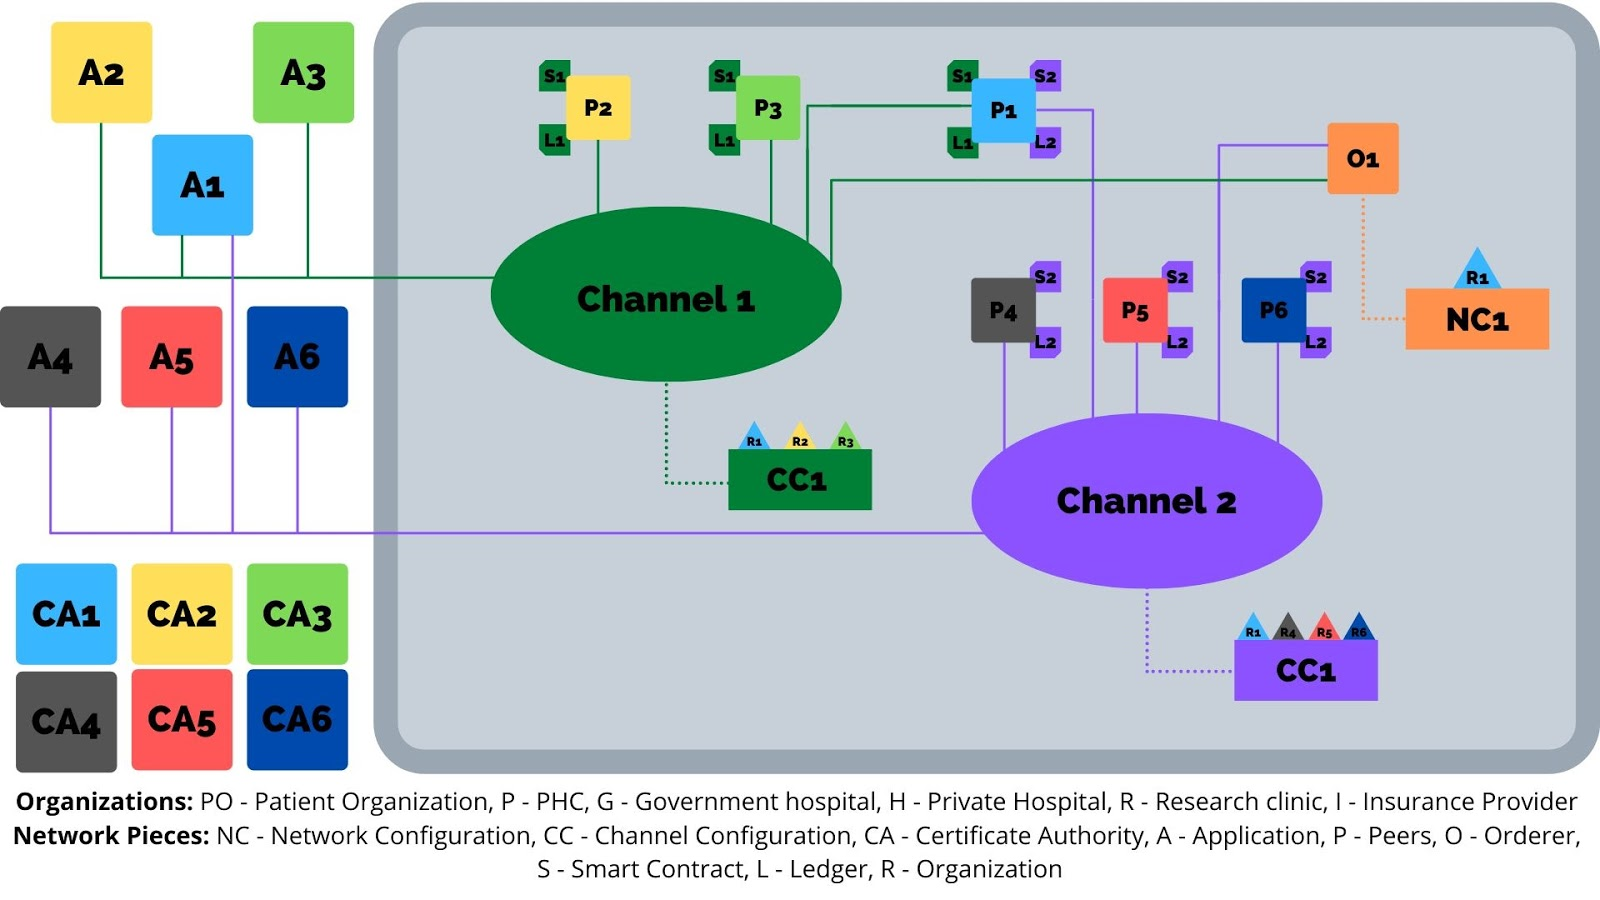 A2
A3
A1
A4
A5
A6
CA1
CA2
CA3
CA4
CA5
CA6
S1
P2
L1
S1
P3
L1
S1
S2
P1
L1
L2
O1
Channel 1
R1
NC1
P4
S2
L2
P5
S2
L2
P6
S2
L2
R1 R2 R3
CC1
Channel 2
R1 R4 R5 R6
CC1
Organizations: PO - Patient Organization, P - PHC, G - Government hospital, H - Private Hospital, R - Research clinic, I - Insurance Provider
Network Pieces: NC - Network Configuration, CC - Channel Configuration, CA - Certificate Authority, A - Application, P - Peers, O - Orderer,
S - Smart Contract, L - Ledger, R - Organization